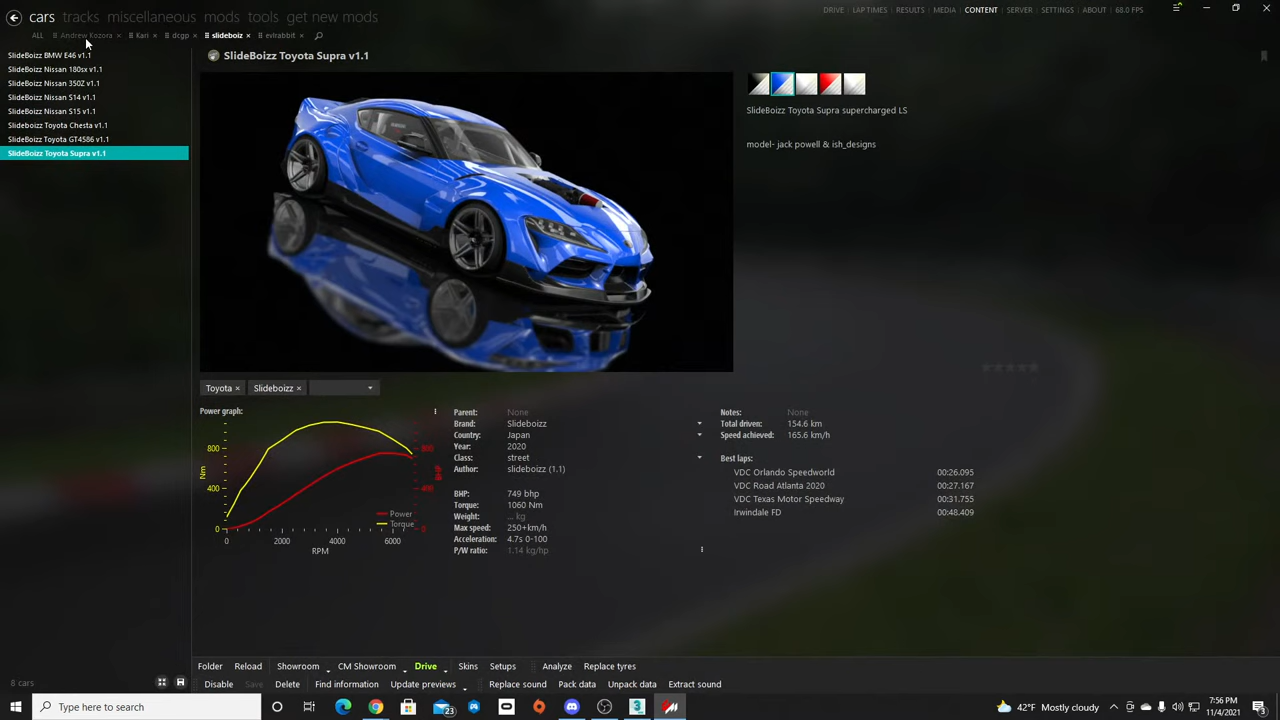 cars tracks miscellaneous mods tools get new mods
DRIVE LAP TIMES RESULTS MEDIA CONTENT SERVER SETTINGS ABOUT 68.0 FPS
ALL Andrew Kozora × Kari × dcgp × slideboiz × evlrabbit ×
SlideBoizz BMW E46 v1.1
SlideBoizz Nissan 180sx v1.1
SlideBoizz Nissan 350Z v1.1
SlideBoizz Nissan S14 v1.1
SlideBoizz Nissan S15 v1.1
SlideBoizz Toyota Chesta v1.1
SlideBoizz Toyota GT4586 v1.1
SlideBoizz Toyota Supra v1.1
8 cars
SlideBoizz Toyota Supra v1.1
SlideBoizz Toyota Supra supercharged LS
model- jack powell & ish_designs
Toyota × Slideboizz ×
Power graph:
Nm
800
400
0
800
400
0
Power
Torque
0 2000 4000 6000
RPM
Parent: None
Brand: Slideboizz
Country: Japan
Year: 2020
Class: street
Author: slideboizz (1.1)
BHP: 749 bhp
Torque: 1060 Nm
Weight: ... kg
Max speed: 250+km/h
Acceleration: 4.7s 0-100
P/W ratio: 1.14 kg/hp
Notes: None
Total driven: 154.6 km
Speed achieved: 165.6 km/h
Best laps:
VDC Orlando Speedworld 00:26.095
VDC Road Atlanta 2020 00:27.167
VDC Texas Motor Speedway 00:31.755
Irwindale FD 00:48.409
Folder Reload Showroom CM Showroom Drive Skins Setups Analyze Replace tyres
Disable Save Delete Find information Update previews Replace sound Pack data Unpack data Extract sound
Type here to search
23
42°F Mostly cloudy
7:56 PM
11/4/2021